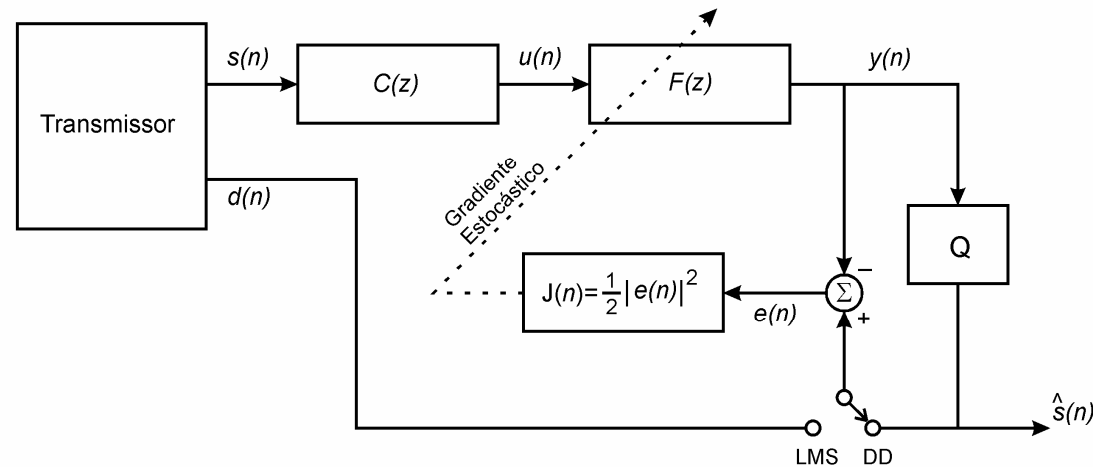 Transmissor
s(n)
C(z)
u(n)
F(z)
y(n)
d(n)
Gradiente
Estocástico
Q
J(n)=1/2|e(n)|²
e(n)
−
Σ
+
ŝ(n)
LMS
DD